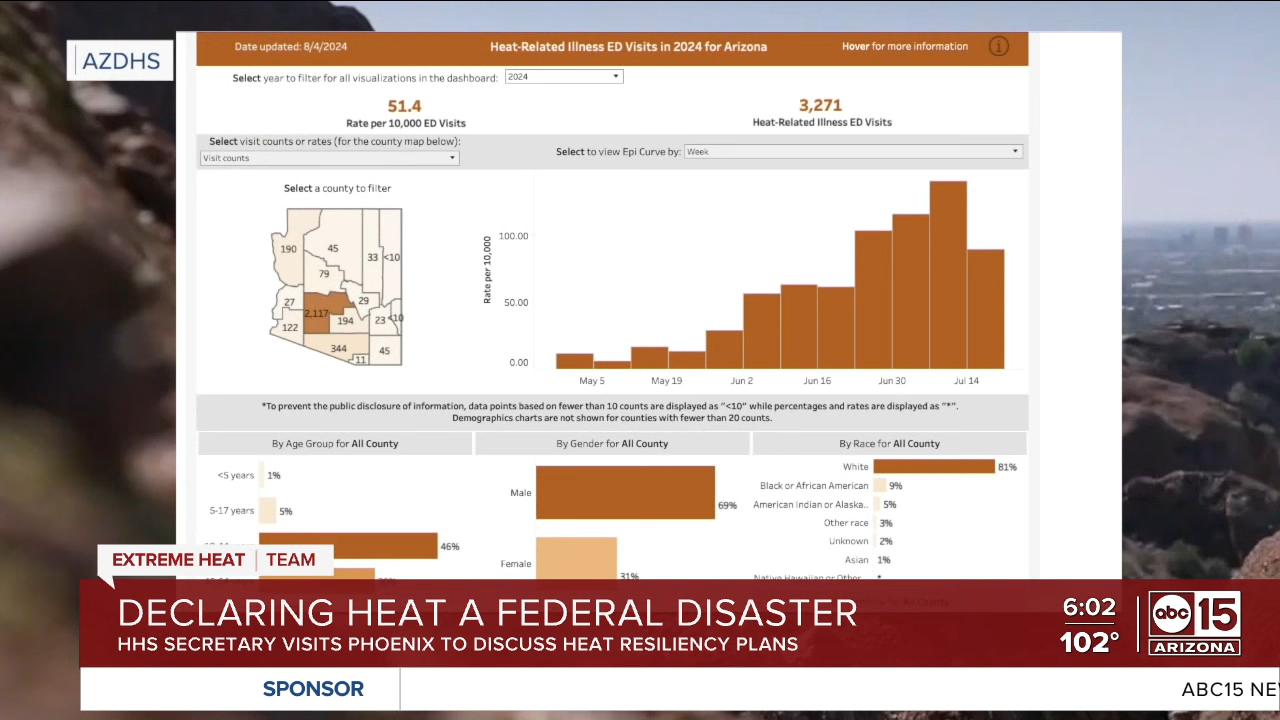 AZDHS
Date updated: 8/4/2024
Heat-Related Illness ED Visits in 2024 for Arizona
Hover for more information
i
Select year to filter for all visualizations in the dashboard:
2024
51.4
Rate per 10,000 ED Visits
3,271
Heat-Related Illness ED Visits
Select visit counts or rates (for the county map below):
Visit counts
Select to view Epi Curve by:
Week
Select a county to filter
190
45
33
<10
79
27
29
2,117
194
23
<10
122
344
45
11
Rate per 10,000
100.00
50.00
0.00
May 5
May 19
Jun 2
Jun 16
Jun 30
Jul 14
*To prevent the public disclosure of information, data points based on fewer than 10 counts are displayed as "<10" while percentages and rates are displayed as "*".
Demographics charts are not shown for counties with fewer than 20 counts.
By Age Group for All County
<5 years
1%
5-17 years
5%
46%
By Gender for All County
Male
69%
Female
31%
By Race for All County
White
81%
Black or African American
9%
American Indian or Alaska..
5%
Other race
3%
Unknown
2%
Asian
1%
Native Hawaiian or Other
*
EXTREME HEAT | TEAM
DECLARING HEAT A FEDERAL DISASTER
HHS SECRETARY VISITS PHOENIX TO DISCUSS HEAT RESILIENCY PLANS
6:02
102°
abc 15
ARIZONA
SPONSOR
ABC15 NE